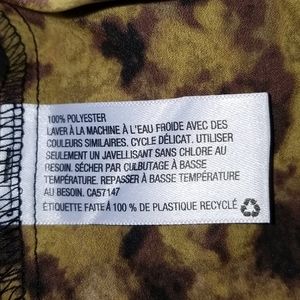 100% POLYESTER
LAVER À LA MACHINE À L'EAU FROIDE AVEC DES
COULEURS SIMILAIRES. CYCLE DÉLICAT. UTILISER
SEULEMENT UN JAVELLISANT SANS CHLORE AU
BESOIN. SÉCHER PAR CULBUTAGE À BASSE
TEMPÉRATURE. REPASSER À BASSE TEMPÉRATURE
AU BESOIN. CA57147
ÉTIQUETTE FAITE À 100 % DE PLASTIQUE RECYCLÉ